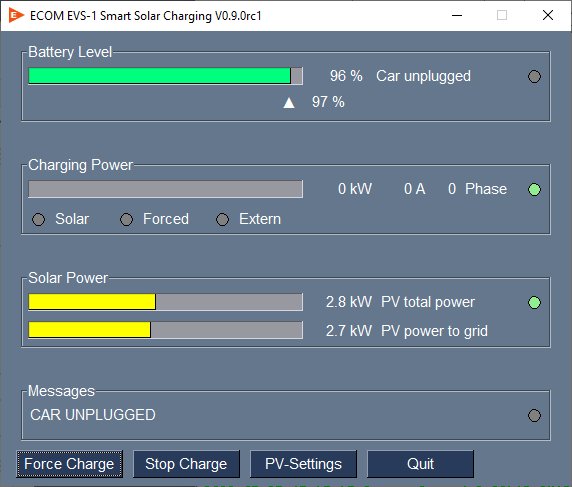 ECOM EVS-1 Smart Solar Charging V0.9.0rc1
Battery Level
96 % Car unplugged
▲ 97 %
Charging Power
0 kW 0 A 0 Phase
Solar Forced Extern
Solar Power
2.8 kW PV total power
2.7 kW PV power to grid
Messages
CAR UNPLUGGED
Force Charge Stop Charge PV-Settings Quit